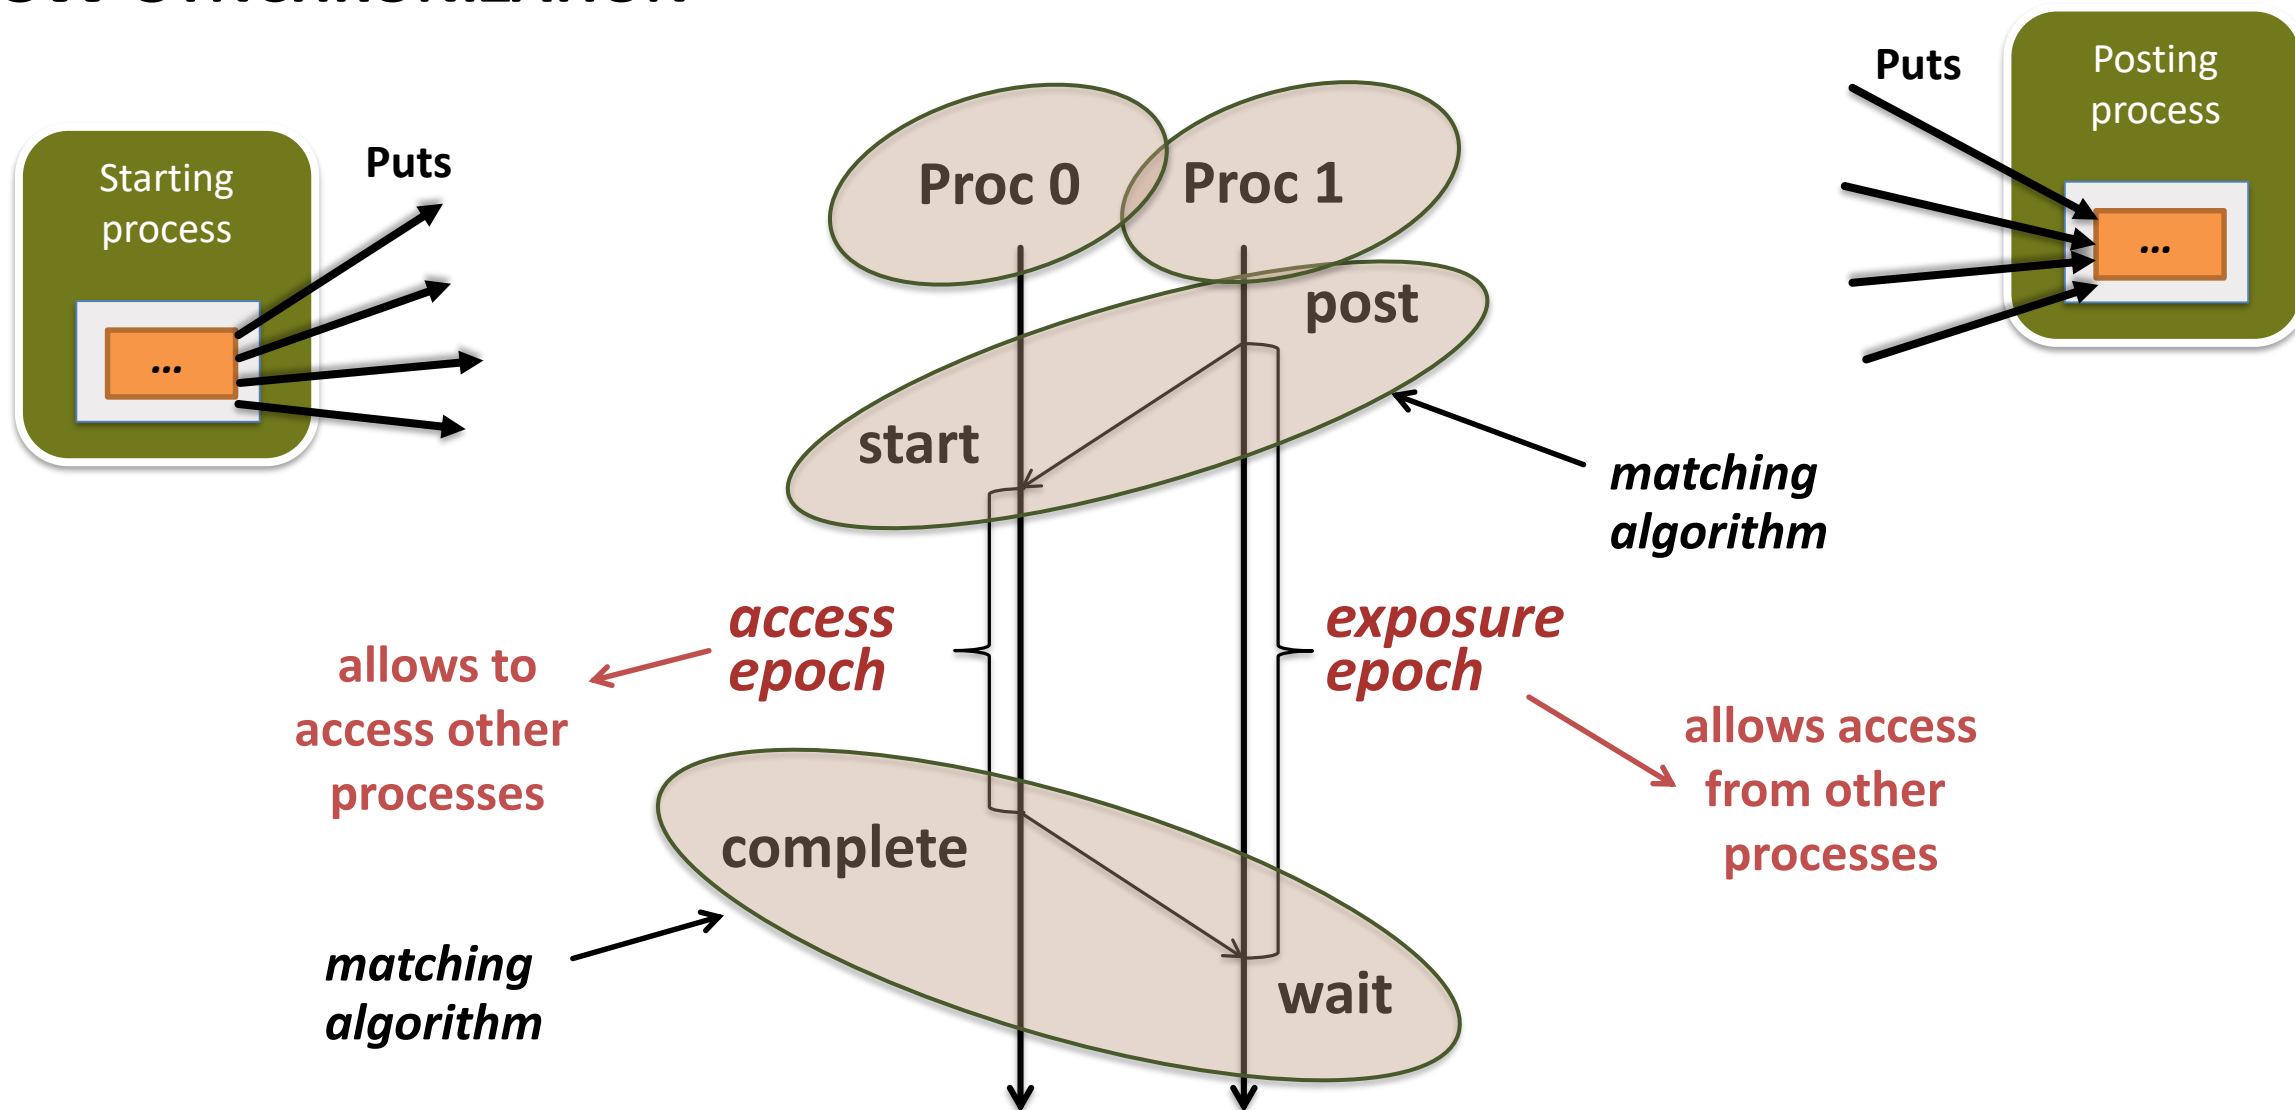 Puts
Posting
process
...
Starting
process
Puts
...
Proc 0
Proc 1
post
start
matching
algorithm
access
epoch
exposure
epoch
allows to
access other
processes
allows access
from other
processes
complete
wait
matching
algorithm